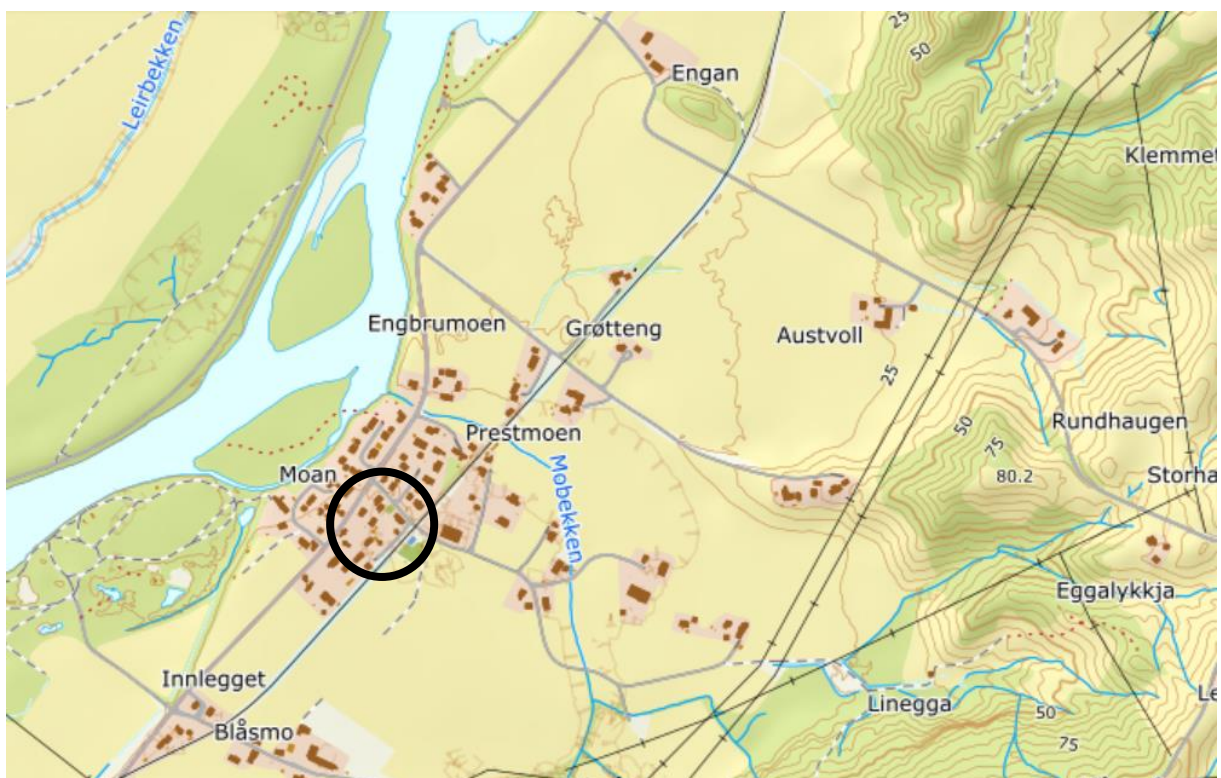 Leirbekken
25
50
Engan
Klemmet
Engbrumoen
Grøtteng
Austvoll
25
Prestmoen
50
75
80.2
Rundhaugen
Moan
Mobekken
Storha
Eggalykkja
Innlegget
Linegga
Le
50
Blåsmo
75